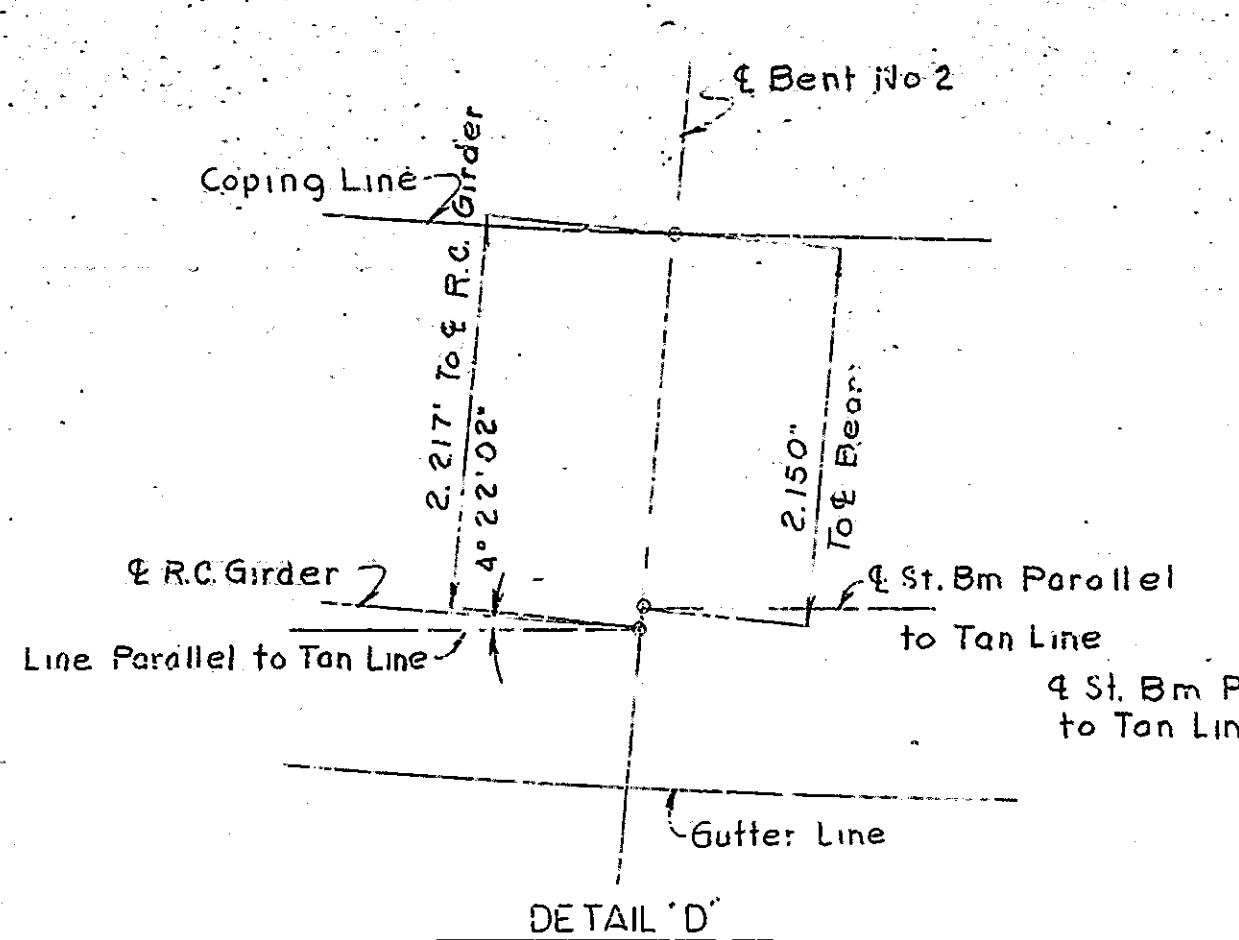 ℄ Bent No 2
Coping Line
2.217' To ℄ R.C. Girder
4° 22' 02"
2.150"
To ℄ Beam
℄ R.C. Girder
℄ St. Bm Parallel
to Tan Line
Line Parallel to Tan Line
℄ St. Bm P
to Tan Lin
Gutter Line
DETAIL "D"